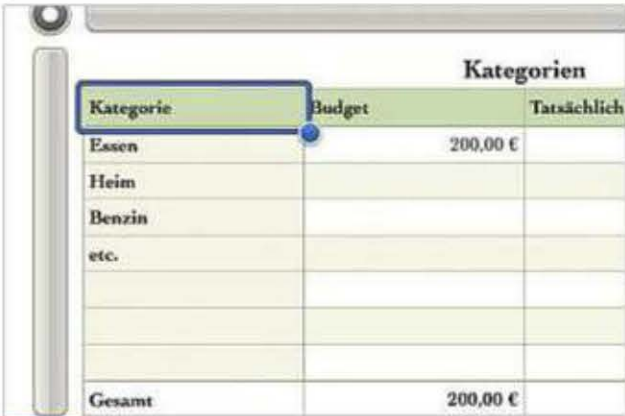 Kategorien
Kategorie Budget Tatsächlich
Essen 200,00 €
Heim
Benzin
etc.
Gesamt 200,00 €